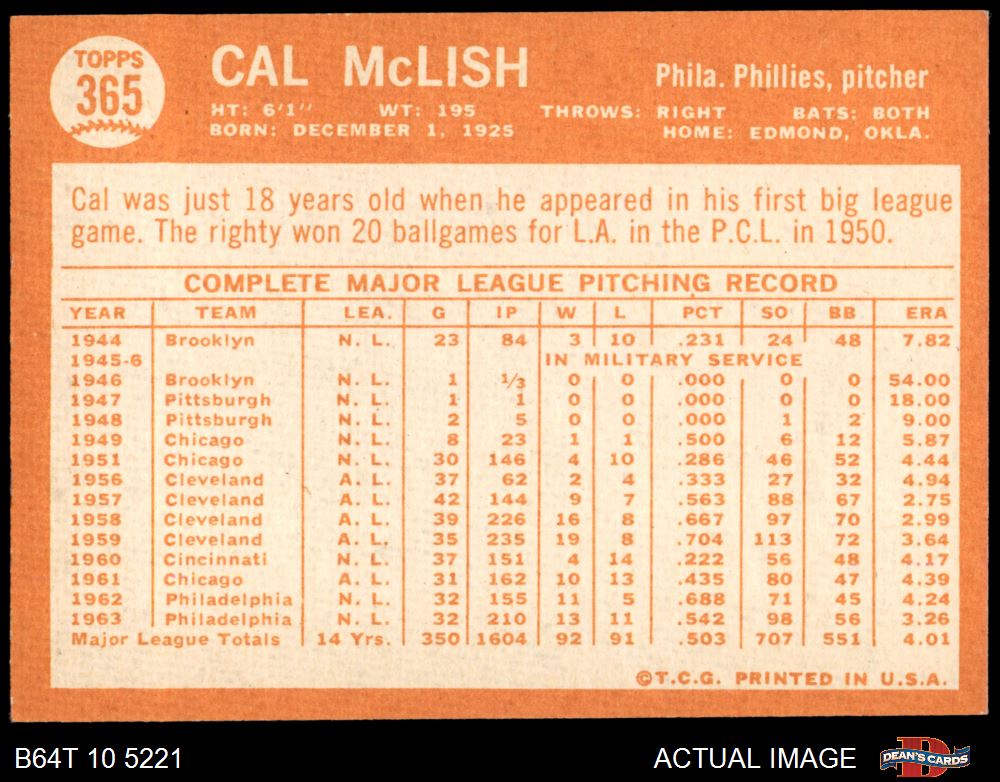 TOPPS
365
CAL McLISH
Phila. Phillies, pitcher
HT: 6'1" WT: 195 THROWS: RIGHT BATS: BOTH
BORN: DECEMBER 1, 1925 HOME: EDMOND, OKLA.
Cal was just 18 years old when he appeared in his first big league
game. The righty won 20 ballgames for L.A. in the P.C.L. in 1950.
COMPLETE MAJOR LEAGUE PITCHING RECORD
YEAR TEAM LEA. G IP W L PCT SO BB ERA
1944 Brooklyn N. L. 23 84 3 10 .231 24 48 7.82
1945-6 IN MILITARY SERVICE
1946 Brooklyn N. L. 1 1/3 0 0 .000 0 0 54.00
1947 Pittsburgh N. L. 1 1 0 0 .000 0 0 18.00
1948 Pittsburgh N. L. 2 5 0 0 .000 1 2 9.00
1949 Chicago N. L. 8 23 1 1 .500 6 12 5.87
1951 Chicago N. L. 30 146 4 10 .286 46 52 4.44
1956 Cleveland A. L. 37 62 2 4 .333 27 32 4.94
1957 Cleveland A. L. 42 144 9 7 .563 88 67 2.75
1958 Cleveland A. L. 39 226 16 8 .667 97 70 2.99
1959 Cleveland A. L. 35 235 19 8 .704 113 72 3.64
1960 Cincinnati N. L. 37 151 4 14 .222 56 48 4.17
1961 Chicago A. L. 31 162 10 13 .435 80 47 4.39
1962 Philadelphia N. L. 32 155 11 5 .688 71 45 4.24
1963 Philadelphia N. L. 32 210 13 11 .542 98 56 3.26
Major League Totals 14 Yrs. 350 1604 92 91 .503 707 551 4.01
©T.C.G. PRINTED IN U.S.A.
B64T 10 5221
ACTUAL IMAGE
DEAN'S CARDS